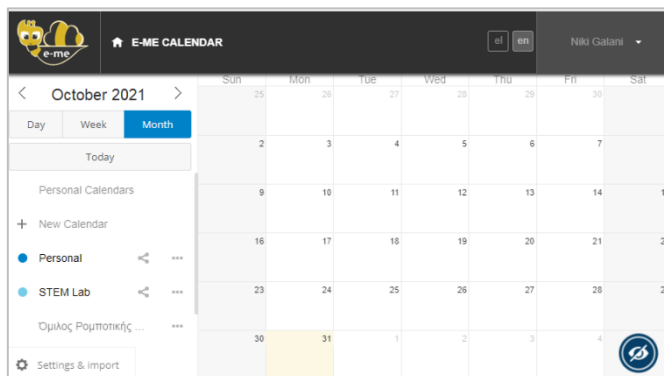 e-me
E-ME CALENDAR
el en
Niki Galani
October 2021
Day Week Month
Today
Personal Calendars
+ New Calendar
Personal
STEM Lab
Όμιλος Ρομποτικής ...
Settings & import
Sun Mon Tue Wed Thu Fri Sat
25 26 27 28 29 30
2 3 4 5 6 7
9 10 11 12 13 14
16 17 18 19 20 21
23 24 25 26 27 28
30 31 1 2 3 4